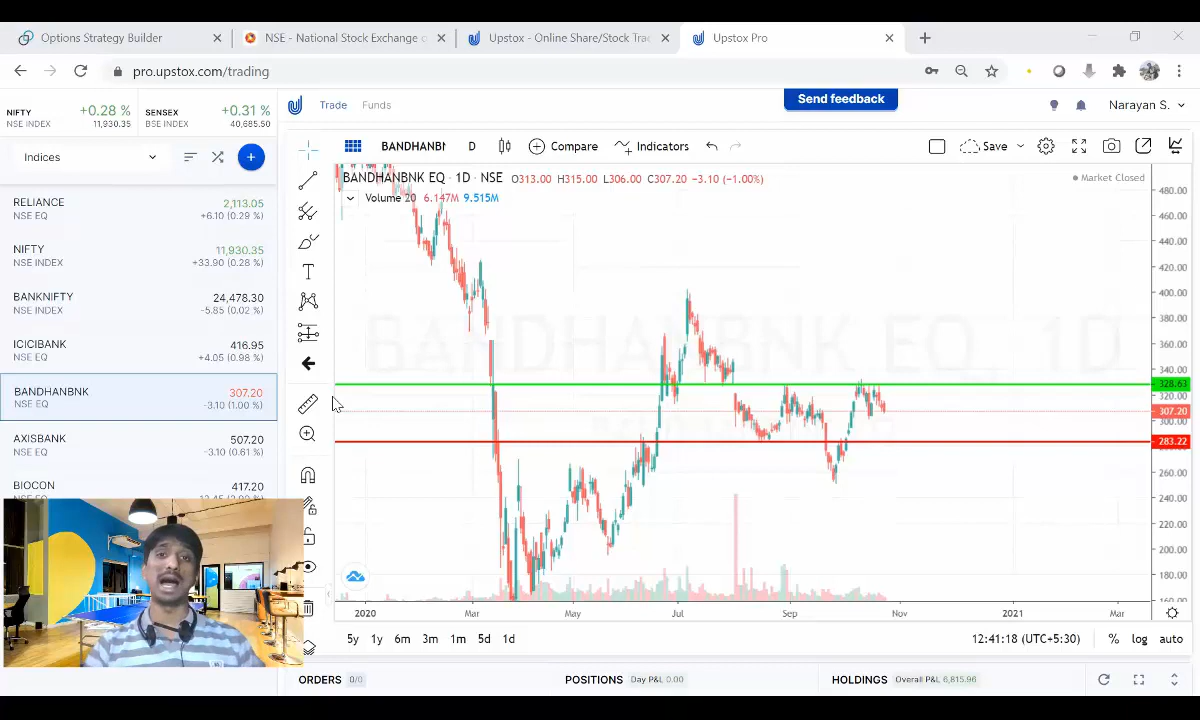 Options Strategy Builder
NSE - National Stock Exchange
Upstox - Online Share/Stock Tra
Upstox Pro
pro.upstox.com/trading
NIFTY +0.28 %
NSE INDEX 11,930.35
SENSEX +0.31 %
BSE INDEX 40,685.50
Trade Funds
Send feedback
Narayan S.
Indices
BANDHANBN D Compare Indicators Save
BANDHANBNK EQ · 1D · NSE O313.00 H315.00 L306.00 C307.20 −3.10 (−1.00%)
Market Closed
Volume 20 6.147M 9.515M
RELIANCE 2,113.05
NSE EQ +6.10 (0.29 %)
NIFTY 11,930.35
NSE INDEX +33.90 (0.28 %)
BANKNIFTY 24,478.30
NSE INDEX -5.85 (0.02 %)
ICICIBANK 416.95
NSE EQ +4.05 (0.98 %)
BANDHANBNK 307.20
NSE EQ -3.10 (1.00 %)
AXISBANK 507.20
NSE EQ -3.10 (0.61 %)
BIOCON 417.20
BANDHANBNK EQ 1D
480.00
460.00
440.00
420.00
400.00
380.00
360.00
340.00
328.63
320.00
307.20
300.00
283.22
260.00
240.00
220.00
200.00
180.00
160.00
2020 Mar May Jul Sep Nov 2021 Mar
5y 1y 6m 3m 1m 5d 1d
12:41:18 (UTC+5:30) % log auto
ORDERS 0/0
POSITIONS Day P&L 0.00
HOLDINGS Overall P&L 6,815.96